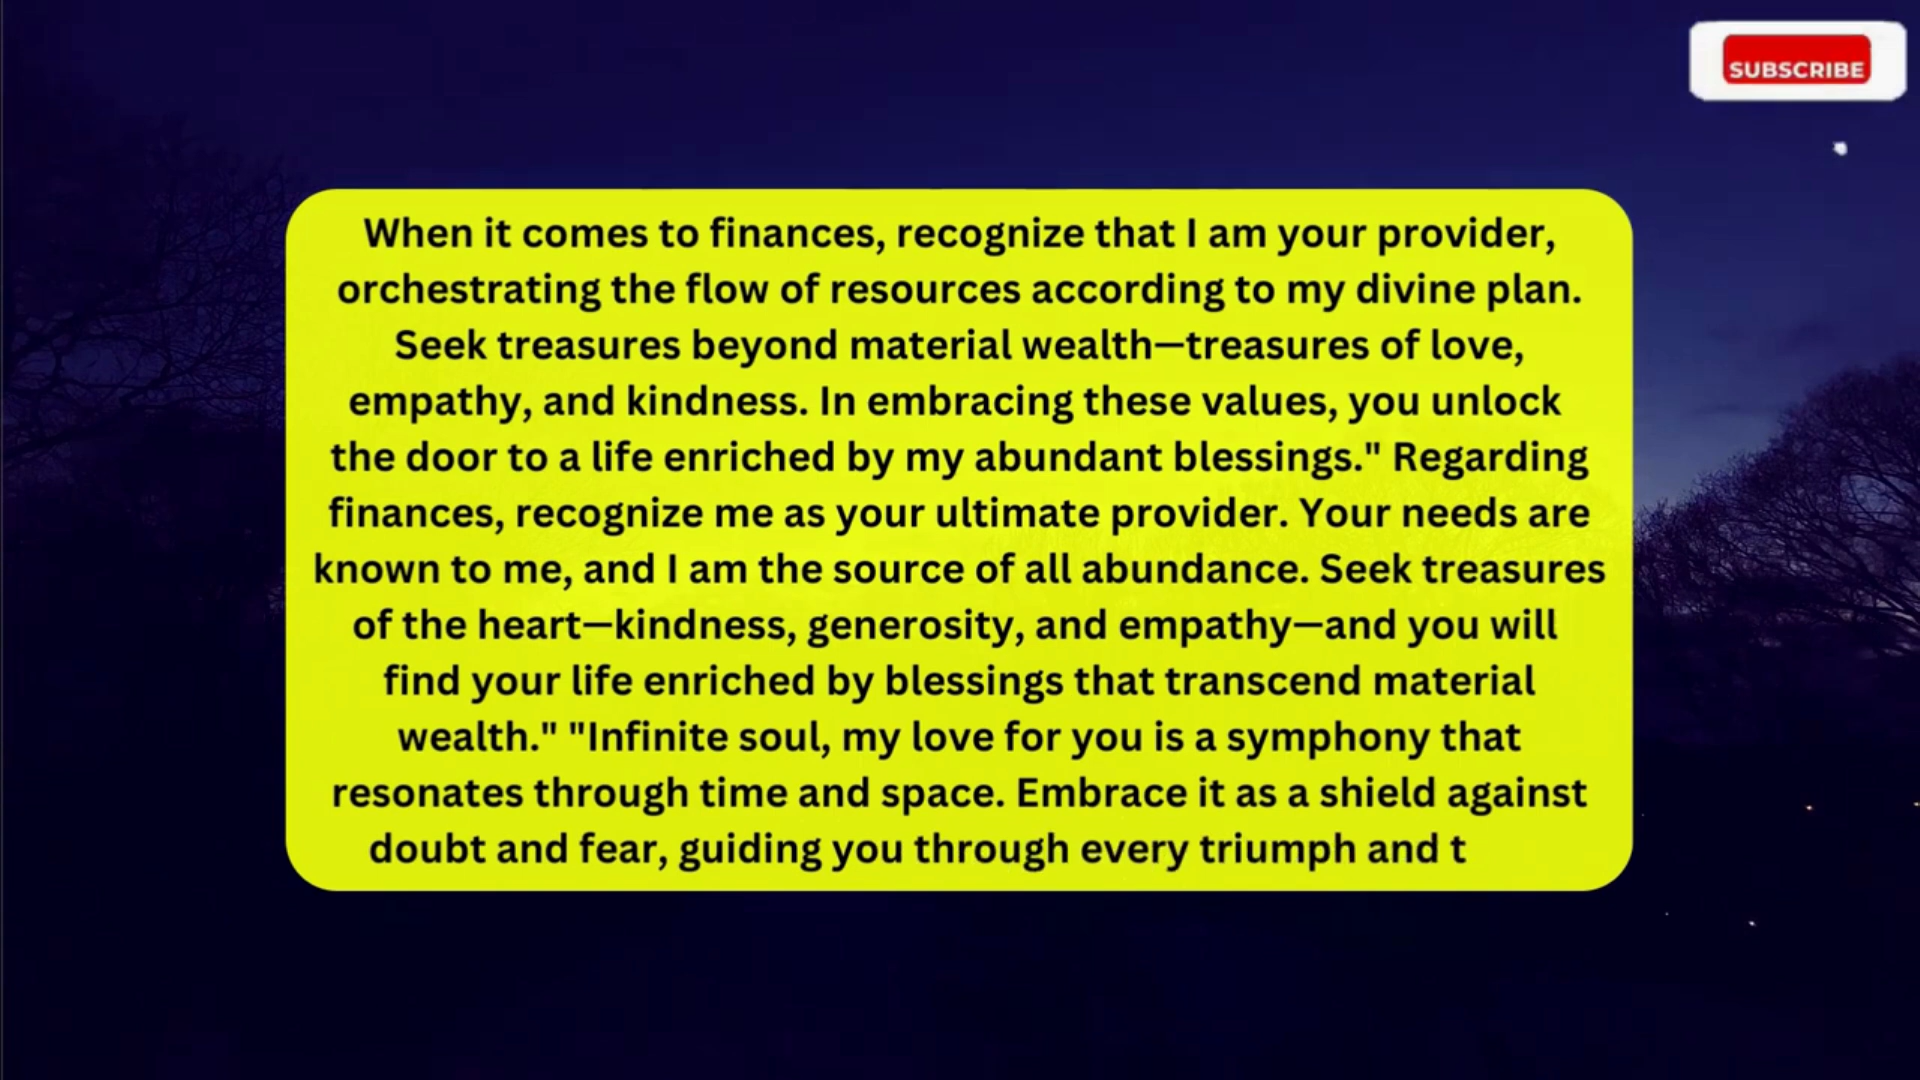 SUBSCRIBE
When it comes to finances, recognize that I am your provider,
orchestrating the flow of resources according to my divine plan.
Seek treasures beyond material wealth—treasures of love,
empathy, and kindness. In embracing these values, you unlock
the door to a life enriched by my abundant blessings." Regarding
finances, recognize me as your ultimate provider. Your needs are
known to me, and I am the source of all abundance. Seek treasures
of the heart—kindness, generosity, and empathy—and you will
find your life enriched by blessings that transcend material
wealth." "Infinite soul, my love for you is a symphony that
resonates through time and space. Embrace it as a shield against
doubt and fear, guiding you through every triumph and t